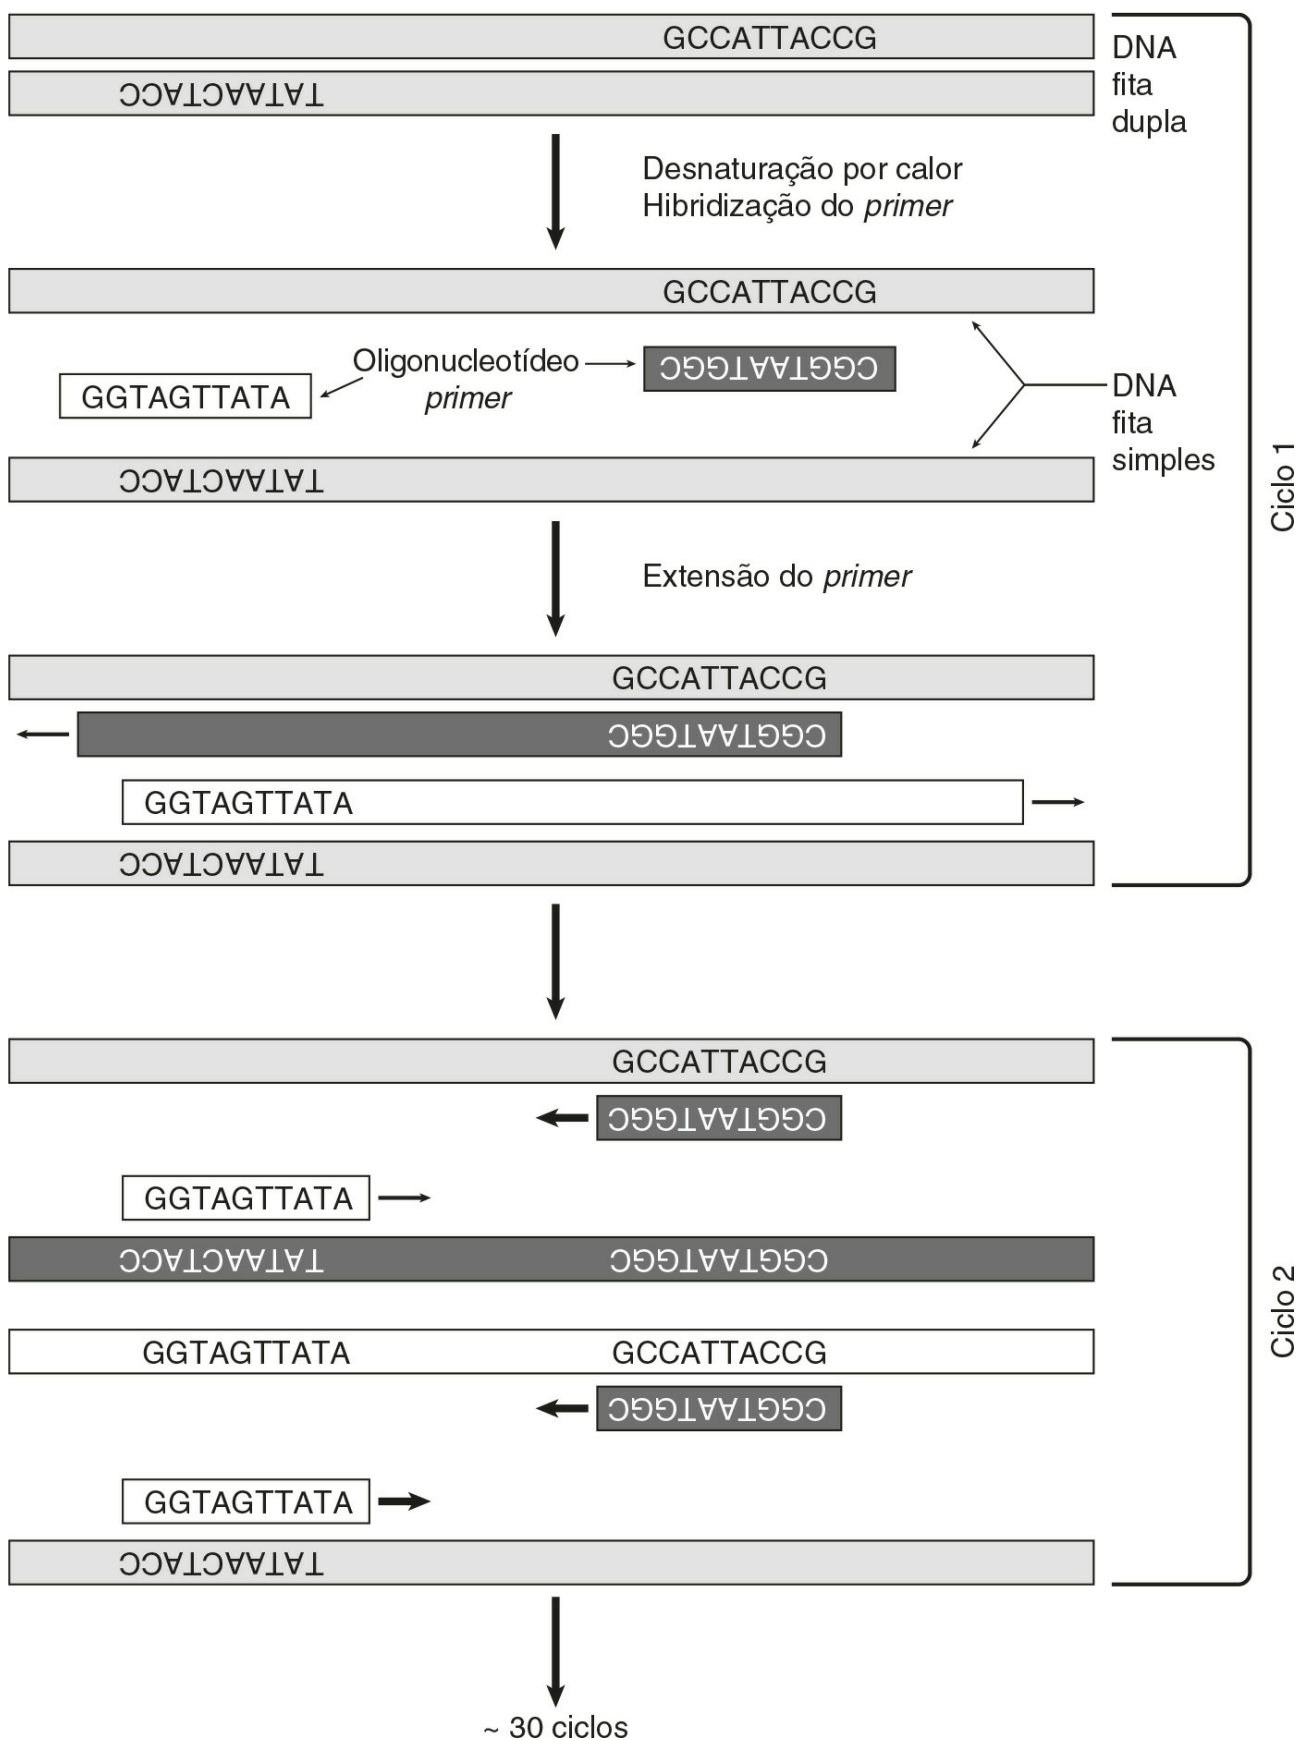 GCCATTACCG
TATAACTACC
DNA
fita
dupla
Desnaturação por calor
Hibridização do primer
GCCATTACCG
Oligonucleotídeo
primer
CGGTAATGGC
GGTAGTTATA
DNA
fita
simples
TATAACTACC
Ciclo 1
Extensão do primer
GCCATTACCG
CGGTAATGGC
GGTAGTTATA
TATAACTACC
GCCATTACCG
CGGTAATGGC
GGTAGTTATA
TATAACTACC CGGTAATGGC
Ciclo 2
GGTAGTTATA GCCATTACCG
CGGTAATGGC
GGTAGTTATA
TATAACTACC
~ 30 ciclos